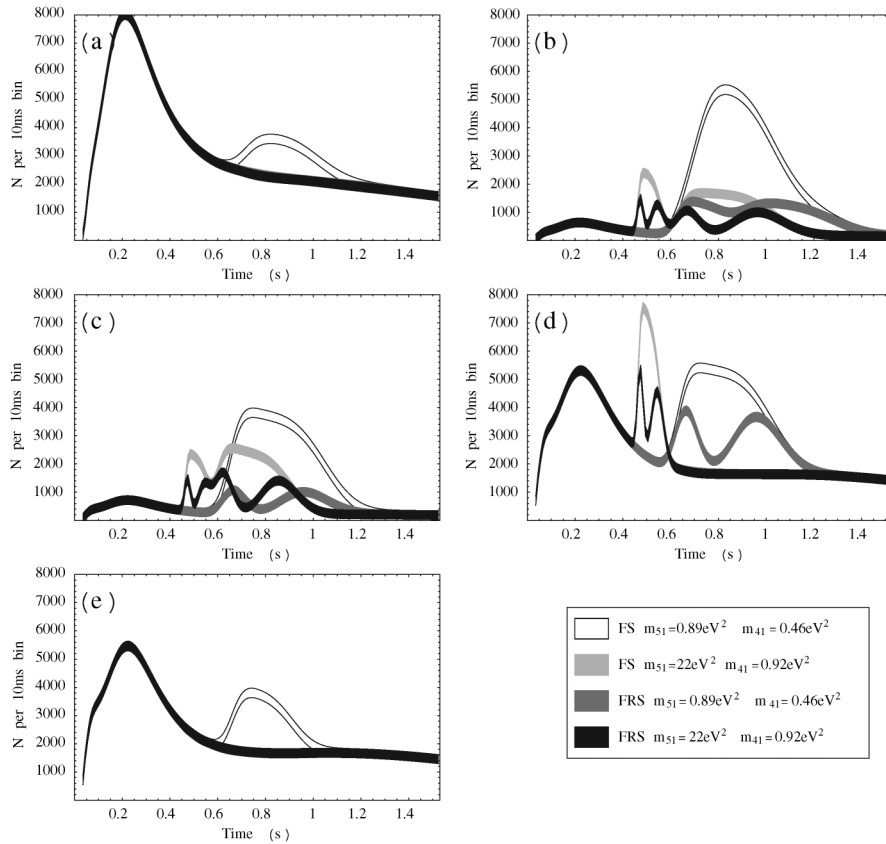 (a)
8000
7000
6000
5000
4000
3000
2000
1000
N per 10ms bin
0.2 0.4 0.6 0.8 1 1.2 1.4
Time (s)
(b)
8000
7000
6000
5000
4000
3000
2000
1000
N per 10ms bin
0.2 0.4 0.6 0.8 1 1.2 1.4
Time (s)
(c)
8000
7000
6000
5000
4000
3000
2000
1000
N per 10ms bin
0.2 0.4 0.6 0.8 1 1.2 1.4
Time (s)
(d)
8000
7000
6000
5000
4000
3000
2000
1000
N per 10ms bin
0.2 0.4 0.6 0.8 1 1.2 1.4
Time (s)
(e)
8000
7000
6000
5000
4000
3000
2000
1000
N per 10ms bin
0.2 0.4 0.6 0.8 1 1.2 1.4
Time (s)
FS m₅₁=0.89eV² m₄₁=0.46eV²
FS m₅₁=22eV² m₄₁=0.92eV²
FRS m₅₁=0.89eV² m₄₁=0.46eV²
FRS m₅₁=22eV² m₄₁=0.92eV²